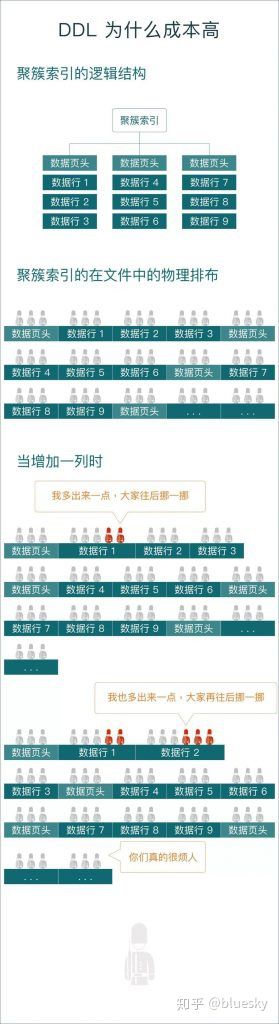 DDL 为什么成本高
聚簇索引的逻辑结构
聚簇索引
数据页头 数据页头 数据页头
数据行 1 数据行 4 数据行 7
数据行 2 数据行 5 数据行 8
数据行 3 数据行 6 数据行 9
聚簇索引的在文件中的物理排布
数据页头 数据行 1 数据行 2 数据行 3 数据页头
数据行 4 数据行 5 数据行 6 数据页头 数据行 7
数据行 8 数据行 9 数据页头 ... ...
当增加一列时
我多出来一点，大家往后挪一挪
数据页头 数据行 1 数据行 2 数据行 3
数据页头 数据行 4 数据行 5 数据行 6 数据页头
数据行 7 数据行 8 数据行 9 数据页头 ...
...
我也多出来一点，大家再往后挪一挪
数据页头 数据行 1 数据行 2
数据行 3 数据页头 数据行 4 数据行 5 数据行 6
数据页头 数据行 7 数据行 8 数据行 9 数据页头
你们真的很烦人
... ...
知乎 @bluesky